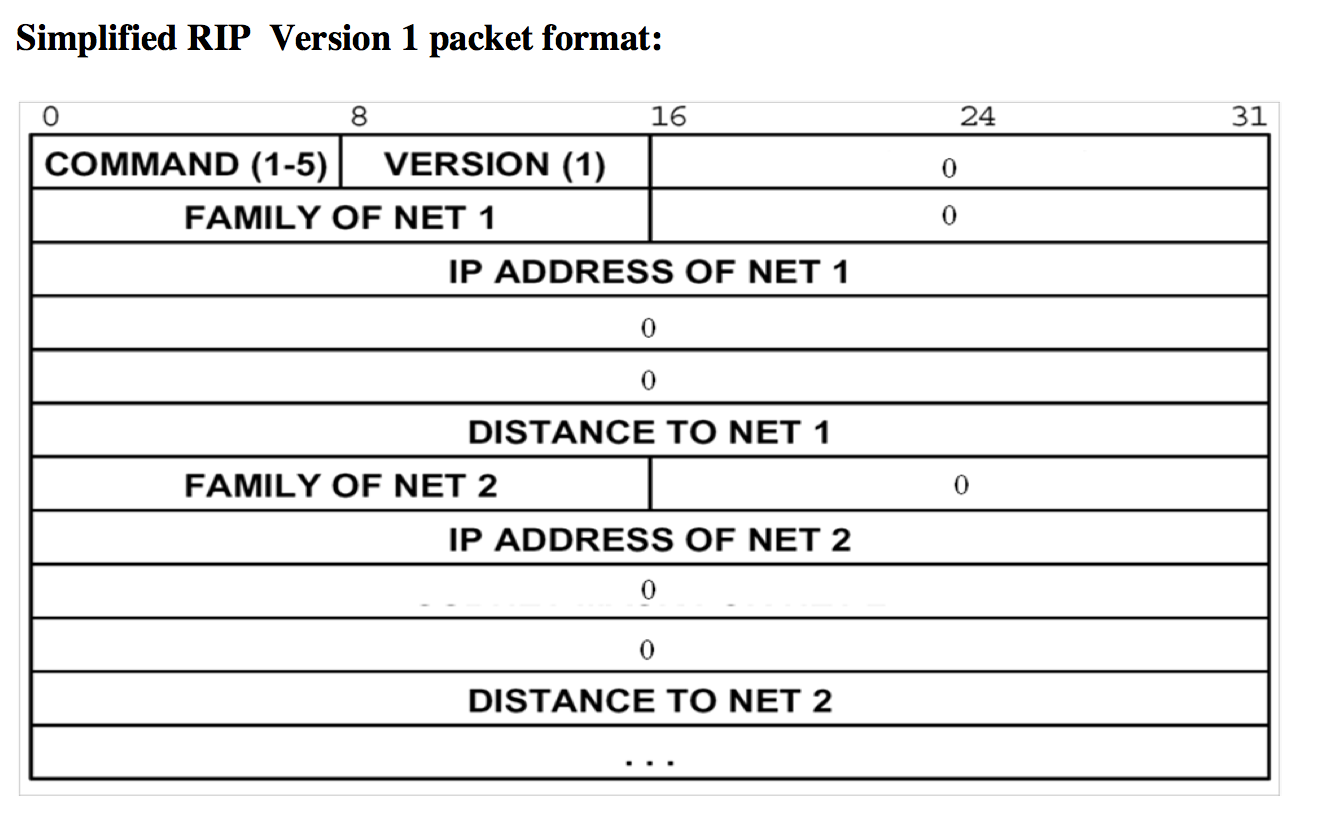 Simplified RIP Version 1 packet format:
0 8 16 24 31
COMMAND (1-5) VERSION (1) 0
FAMILY OF NET 1 0
IP ADDRESS OF NET 1
0
0
DISTANCE TO NET 1
FAMILY OF NET 2 0
IP ADDRESS OF NET 2
0
0
DISTANCE TO NET 2
...